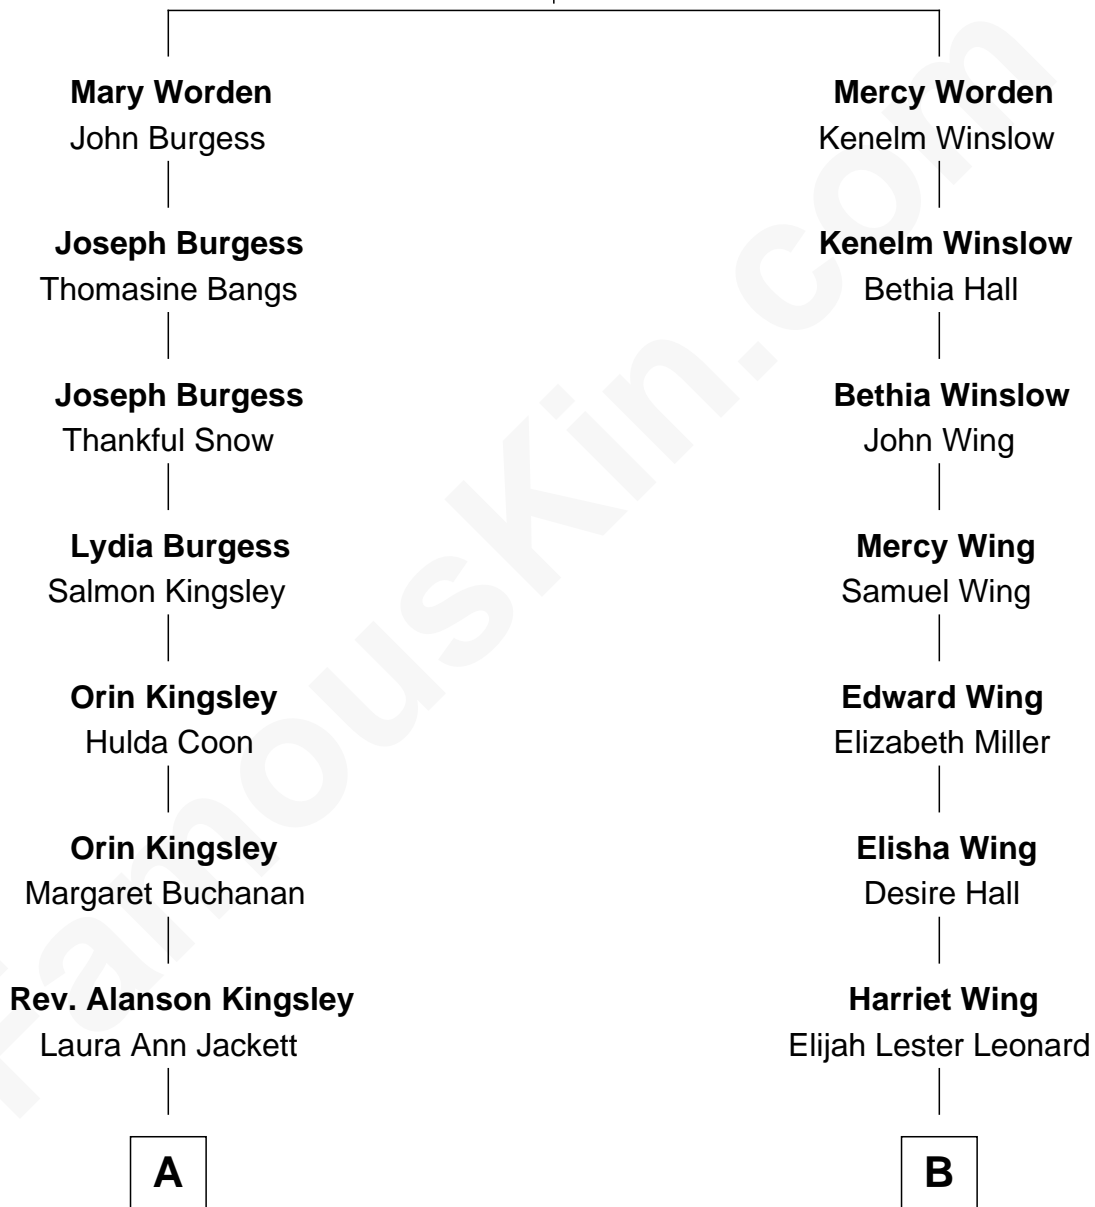 Mary Worden
John Burgess
Joseph Burgess
Thomasine Bangs
Joseph Burgess
Thankful Snow
Lydia Burgess
Salmon Kingsley
Orin Kingsley
Hulda Coon
Orin Kingsley
Margaret Buchanan
Rev. Alanson Kingsley
Laura Ann Jackett
A
Mercy Worden
Kenelm Winslow
Kenelm Winslow
Bethia Hall
Bethia Winslow
John Wing
Mercy Wing
Samuel Wing
Edward Wing
Elizabeth Miller
Elisha Wing
Desire Hall
Harriet Wing
Elijah Lester Leonard
B
FamousKin.com